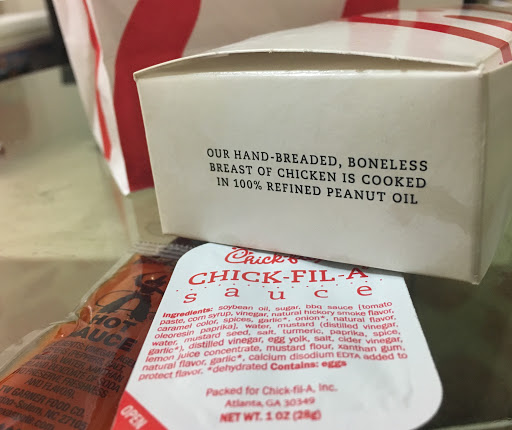 OUR HAND-BREADED, BONELESS
BREAST OF CHICKEN IS COOKED
IN 100% REFINED PEANUT OIL
Chick-f
CHICK-FIL-A
sauce
Ingredients: soybean oil, sugar, bbq sauce [tomato
paste, corn syrup, vinegar, natural hickory smoke flavor,
caramel color, spices, garlic*, onion*, natural flavor,
oleoresin paprika], water, mustard (distilled vinegar,
water, mustard seed, salt, turmeric, paprika, spice,
garlic*), distilled vinegar, egg yolk, salt, cider vinegar,
lemon juice concentrate, mustard flour, xanthan gum,
natural flavor, garlic*, calcium disodium EDTA added to
protect flavor. *dehydrated Contains: eggs
Packed for Chick-fil-A, Inc.
Atlanta, GA 30349
NET WT. 1 OZ (28g)
OPEN
HOT
SAUCE
GARNER FOOD CO.